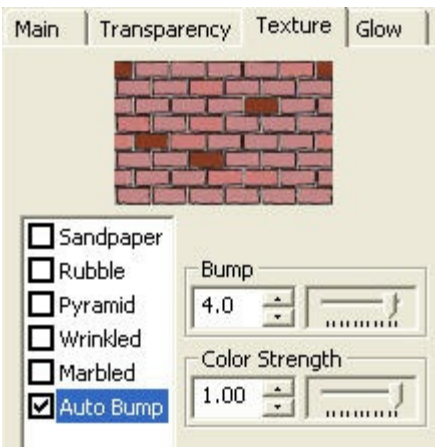 Main Transparency Texture Glow
Sandpaper
Rubble
Pyramid
Wrinkled
Marbled
Auto Bump
Bump
4.0
Color Strength
1.00